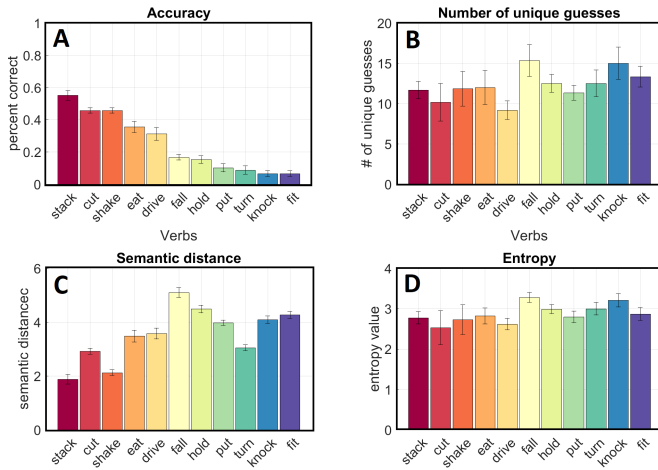 Accuracy
A
percent correct
1
0.8
0.6
0.4
0.2
0
stack cut shake eat drive fall hold put turn knock fit
Verbs
Number of unique guesses
B
# of unique guesses
20
15
10
5
0
stack cut shake eat drive fall hold put turn knock fit
Verbs
Semantic distance
C
semantic distancec
6
4
2
0
stack cut shake eat drive fall hold put turn knock fit
Entropy
D
entropy value
4
3
2
1
0
stack cut shake eat drive fall hold put turn knock fit